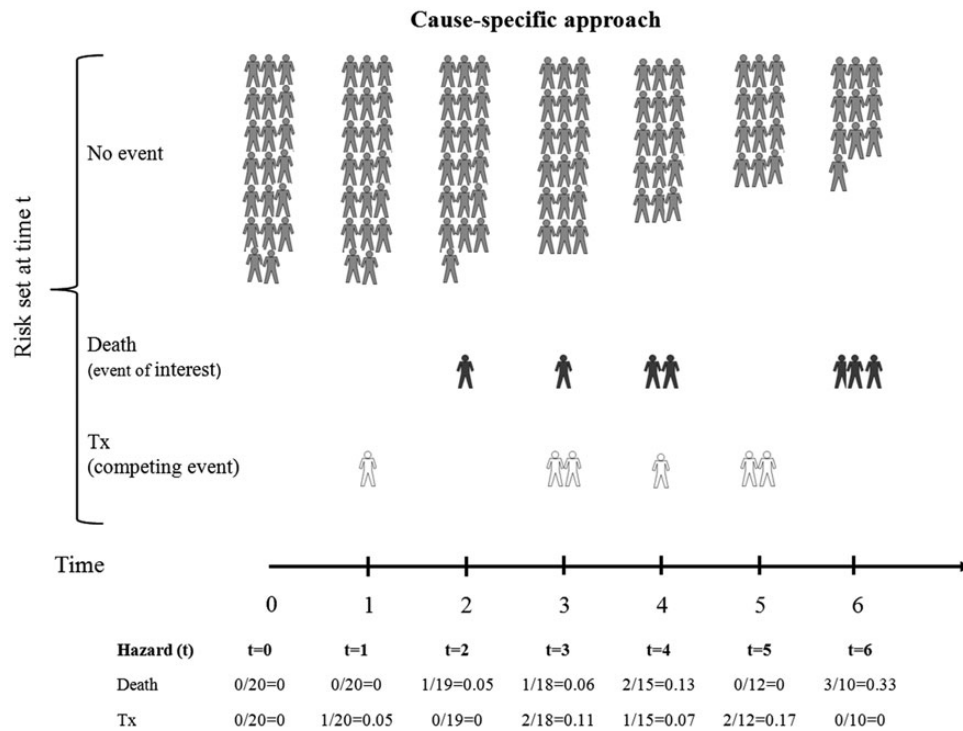 Cause-specific approach
Risk set at time t
No event
Death
(event of interest)
Tx
(competing event)
Time
0 1 2 3 4 5 6
Hazard (t) t=0 t=1 t=2 t=3 t=4 t=5 t=6
Death 0/20=0 0/20=0 1/19=0.05 1/18=0.06 2/15=0.13 0/12=0 3/10=0.33
Tx 0/20=0 1/20=0.05 0/19=0 2/18=0.11 1/15=0.07 2/12=0.17 0/10=0